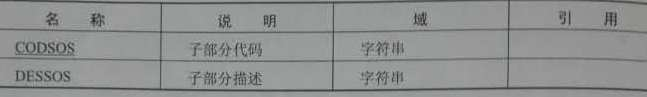 名 称 说 明 域 引 用
CODSOS 子部分代码 字符串
DESSOS 子部分描述 字符串